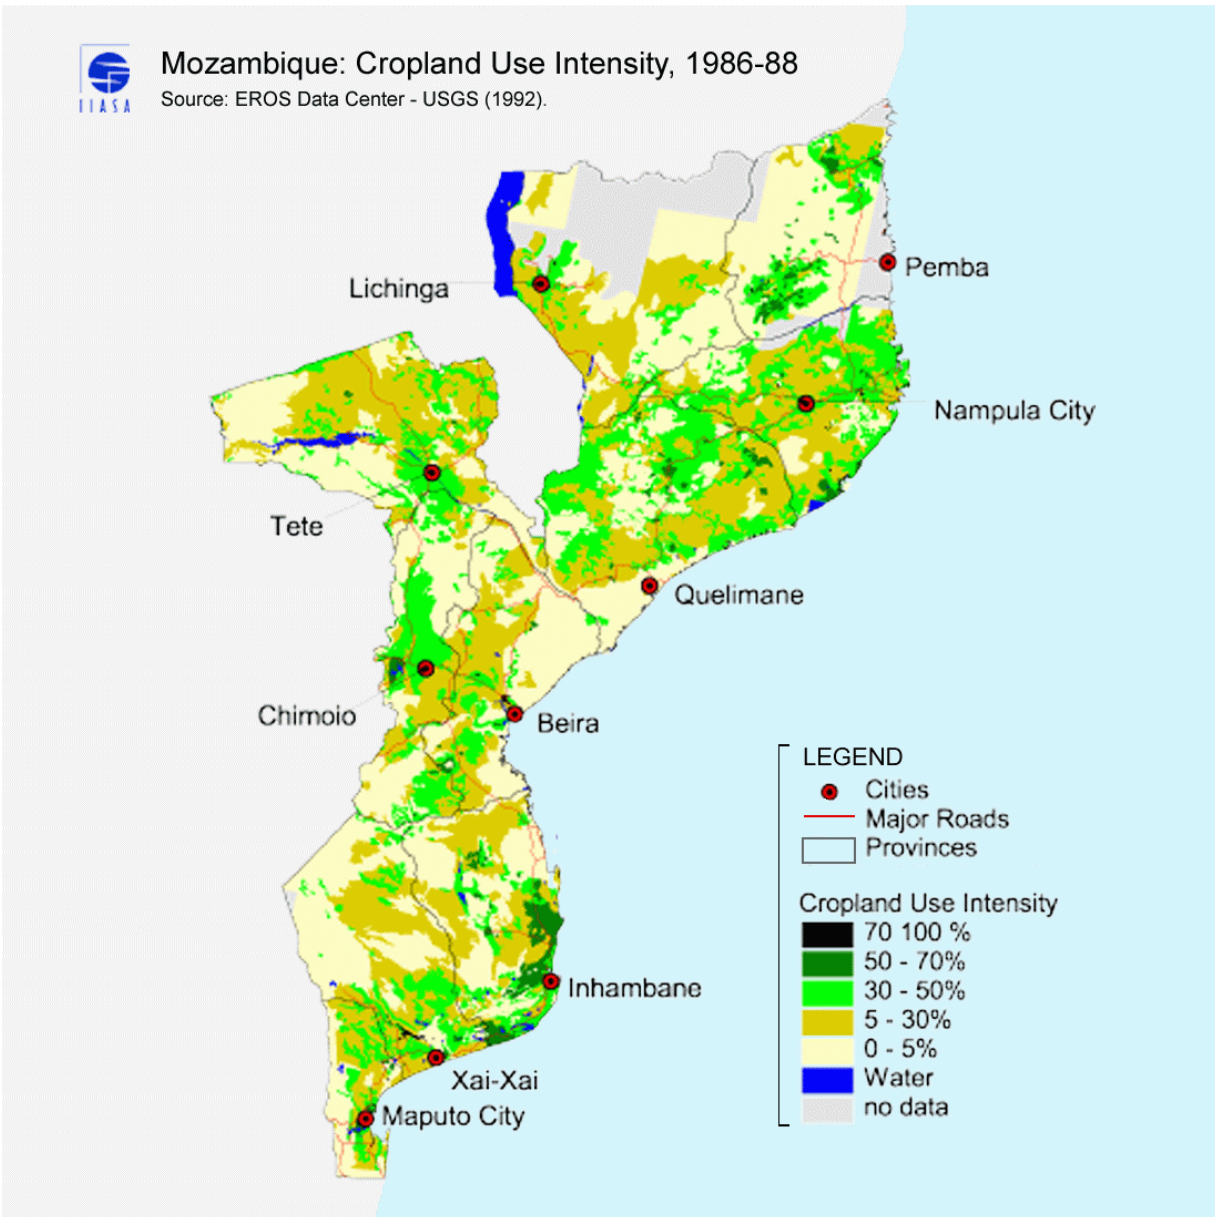 Mozambique: Cropland Use Intensity, 1986-88
IIASA
Source: EROS Data Center - USGS (1992).
Pemba
Lichinga
Nampula City
Tete
Quelimane
Chimoio
Beira
LEGEND
Cities
Major Roads
Provinces
Cropland Use Intensity
70 100 %
50 - 70%
30 - 50%
5 - 30%
0 - 5%
Water
no data
Inhambane
Xai-Xai
Maputo City